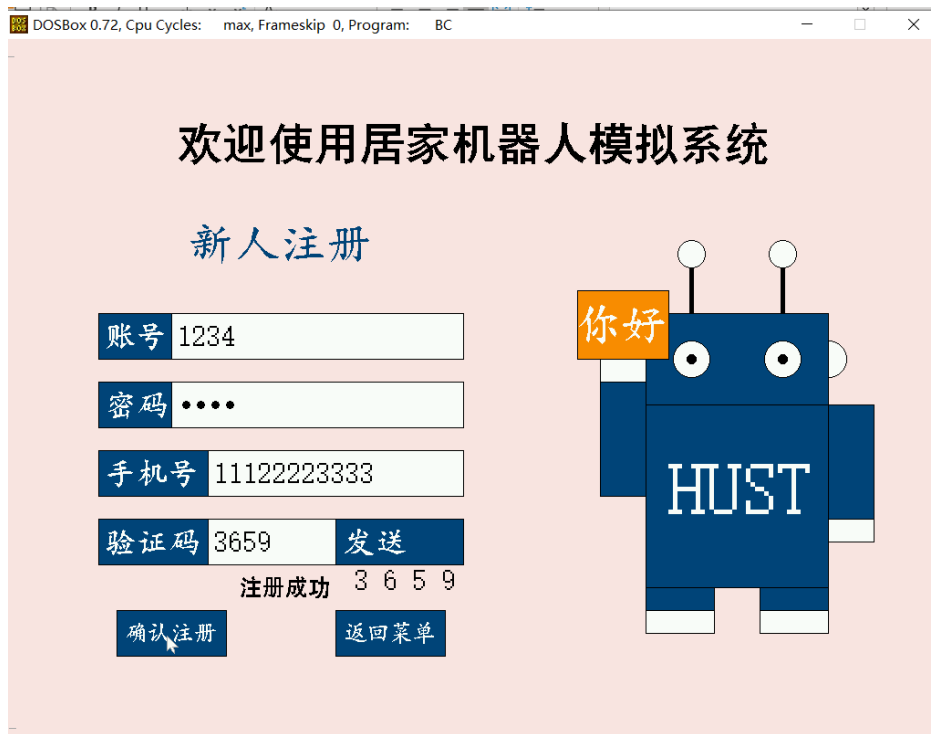 DOSBox 0.72, Cpu Cycles: max, Frameskip 0, Program: BC
欢迎使用居家机器人模拟系统
新人注册
你好
账号 1234
密码 ••••
手机号 11122223333
HUST
验证码 3659 发送
注册成功 3 6 5 9
确认注册 返回菜单